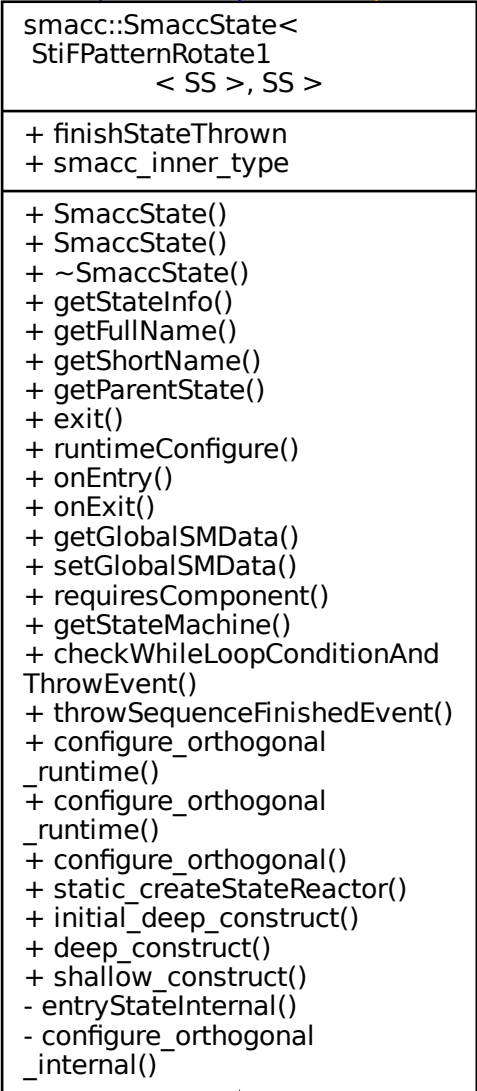 smacc::SmaccState<
StiFPatternRotate1
< SS >, SS >
+ finishStateThrown
+ smacc_inner_type
+ SmaccState()
+ SmaccState()
+ ~SmaccState()
+ getStateInfo()
+ getFullName()
+ getShortName()
+ getParentState()
+ exit()
+ runtimeConfigure()
+ onEntry()
+ onExit()
+ getGlobalSMData()
+ setGlobalSMData()
+ requiresComponent()
+ getStateMachine()
+ checkWhileLoopConditionAnd
ThrowEvent()
+ throwSequenceFinishedEvent()
+ configure_orthogonal
_runtime()
+ configure_orthogonal
_runtime()
+ configure_orthogonal()
+ static_createStateReactor()
+ initial_deep_construct()
+ deep_construct()
+ shallow_construct()
- entryStateInternal()
- configure_orthogonal
_internal()